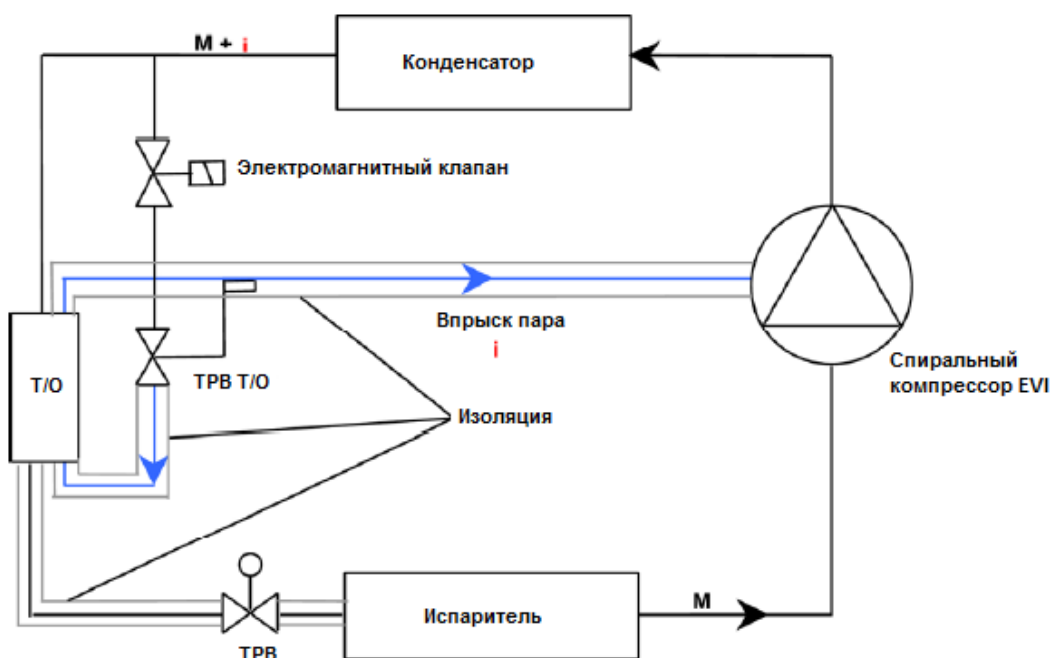 M + i
Конденсатор
Электромагнитный клапан
Впрыск пара
i
Спиральный
компрессор EVI
Т/О
ТРВ Т/О
Изоляция
Испаритель
M
ТРВ